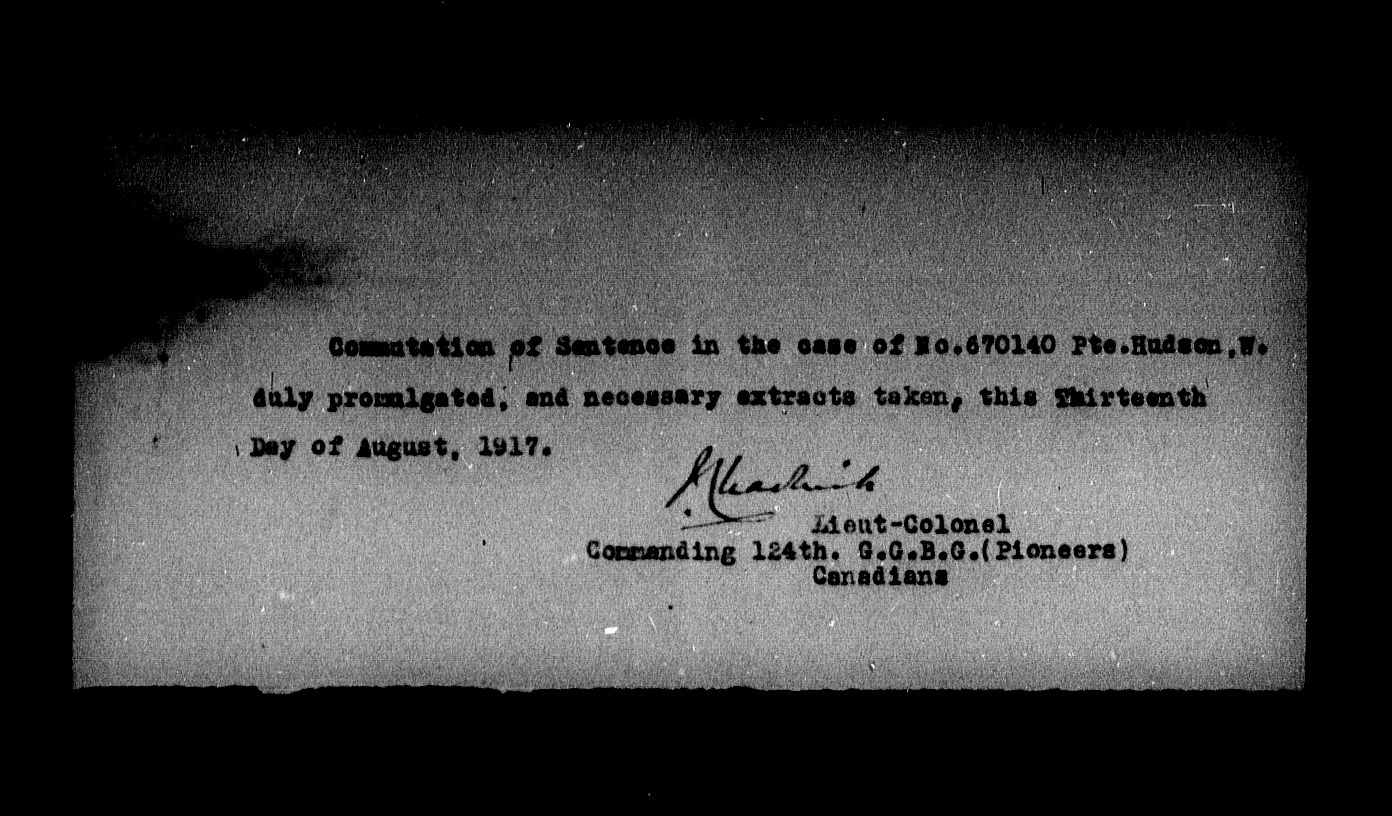 Commutation of Sentence in the case of No.670140 Pte.Hudson,W.
duly promulgated, and necessary extracts taken, this Thirteenth
Day of August, 1917.
Lieut-Colonel
Commanding 124th. G.G.B.G.(Pioneers)
Canadians